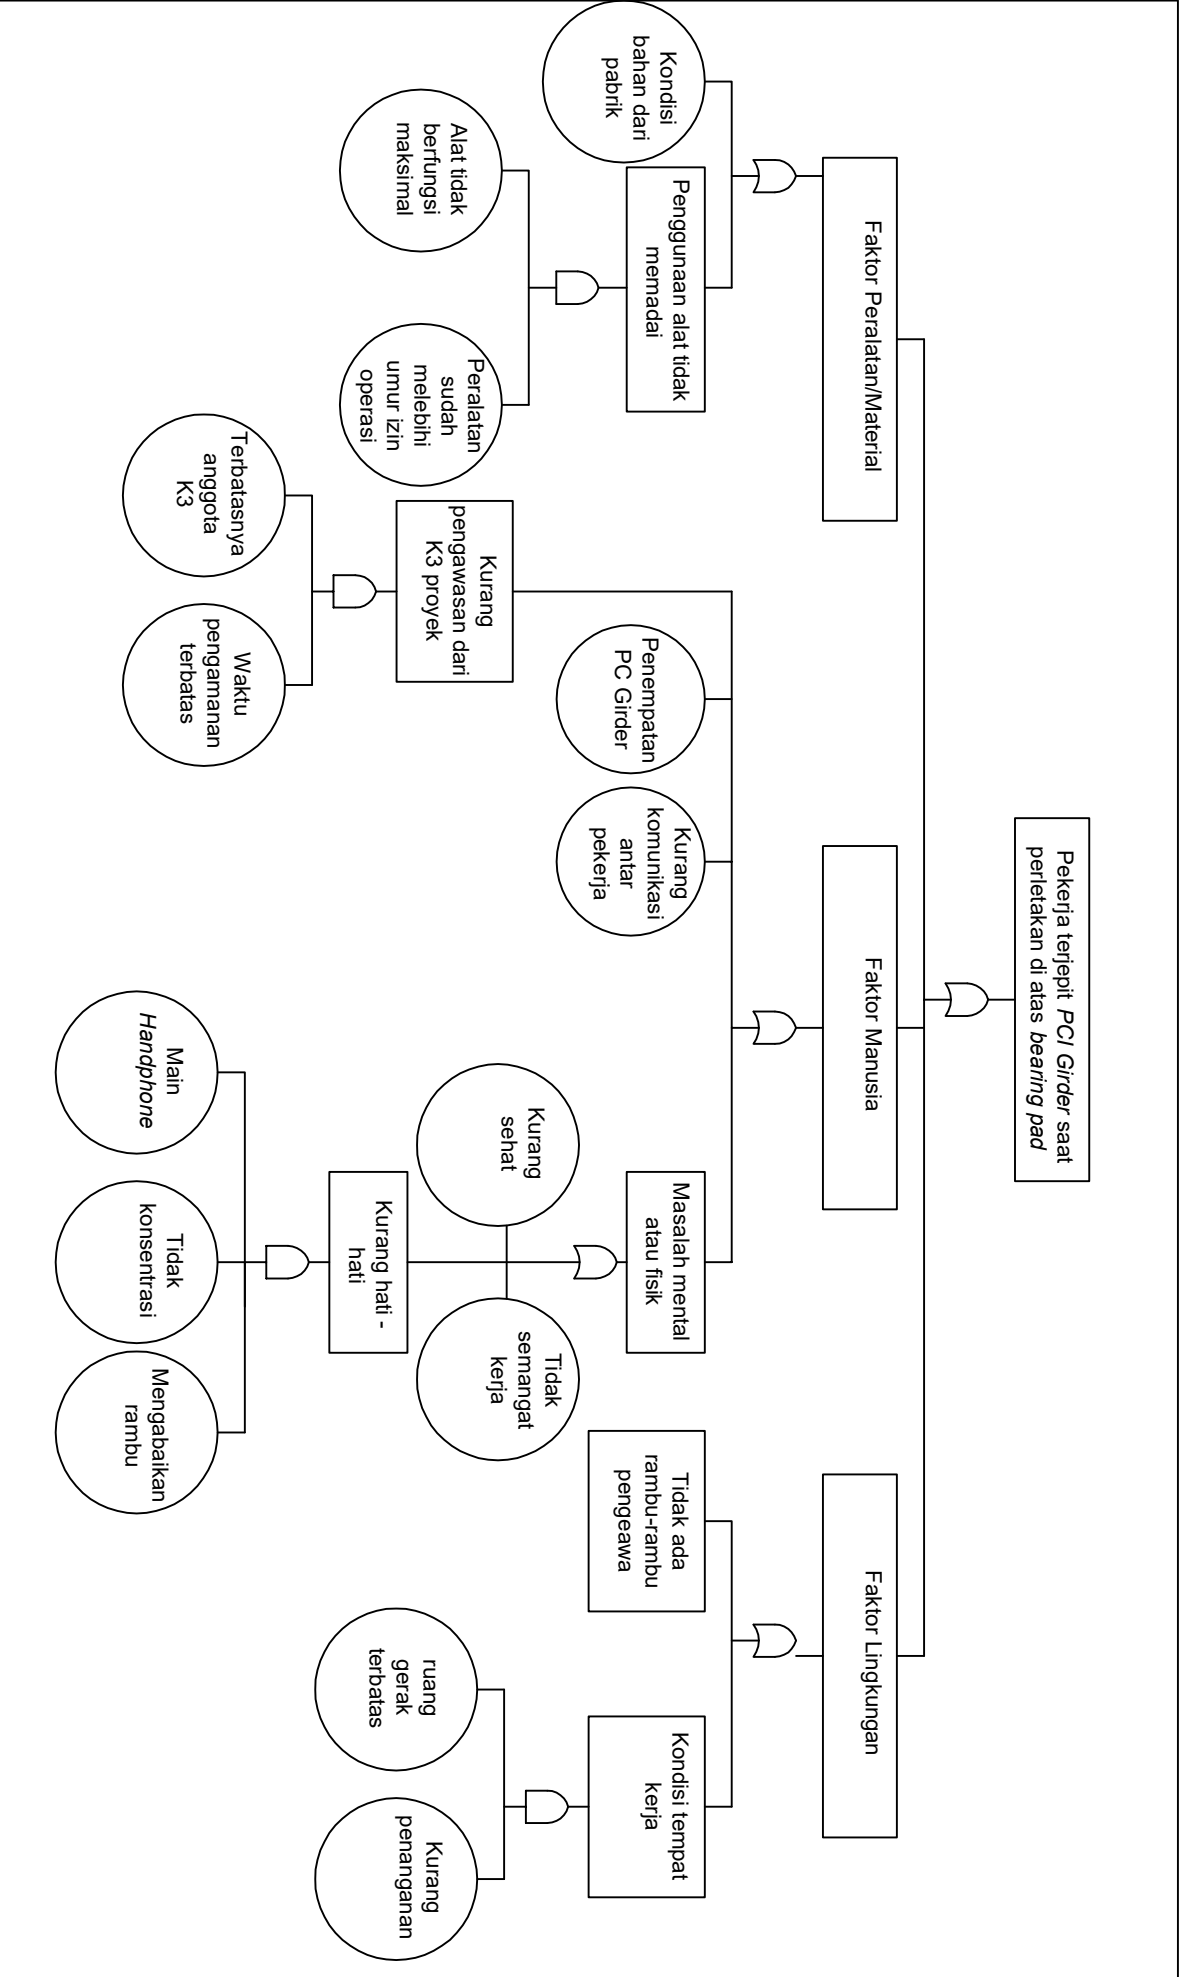 Pekerja terjepit PCI Girder saat
perletakan di atas bearing pad
Faktor Peralatan/Material
Faktor Manusia
Faktor Lingkungan
Kondisi
bahan dari
pabrik
Penggunaan alat tidak
memadai
Alat tidak
berfungsi
maksimal
Peralatan
sudah
melebihi
umur izin
operasi
Kurang
pengawasan dari
K3 proyek
Terbatasnya
anggota
K3
Waktu
pengamanan
terbatas
Penempatan
PC Girder
Kurang
komunikasi
antar
pekerja
Masalah mental
atau fisik
Kurang
sehat
Tidak
semangat
kerja
Kurang hati -
hati
Main
Handphone
Tidak
konsentrasi
Mengabaikan
rambu
Tidak ada
rambu-rambu
pengeawa
Kondisi tempat
kerja
ruang
gerak
terbatas
Kurang
penanganan